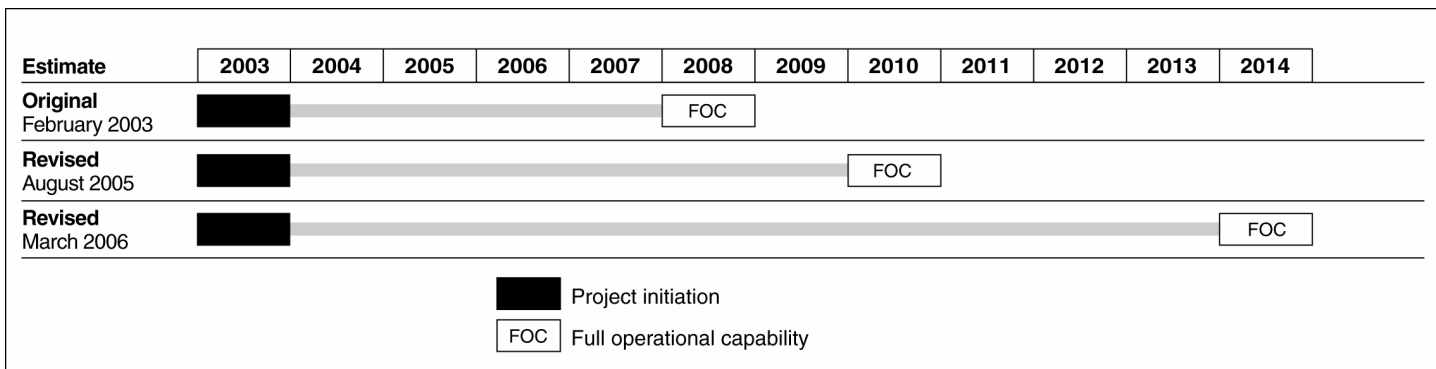 Estimate 2003 2004 2005 2006 2007 2008 2009 2010 2011 2012 2013 2014
Original
February 2003
FOC
Revised
August 2005
FOC
Revised
March 2006
FOC
Project initiation
FOC Full operational capability